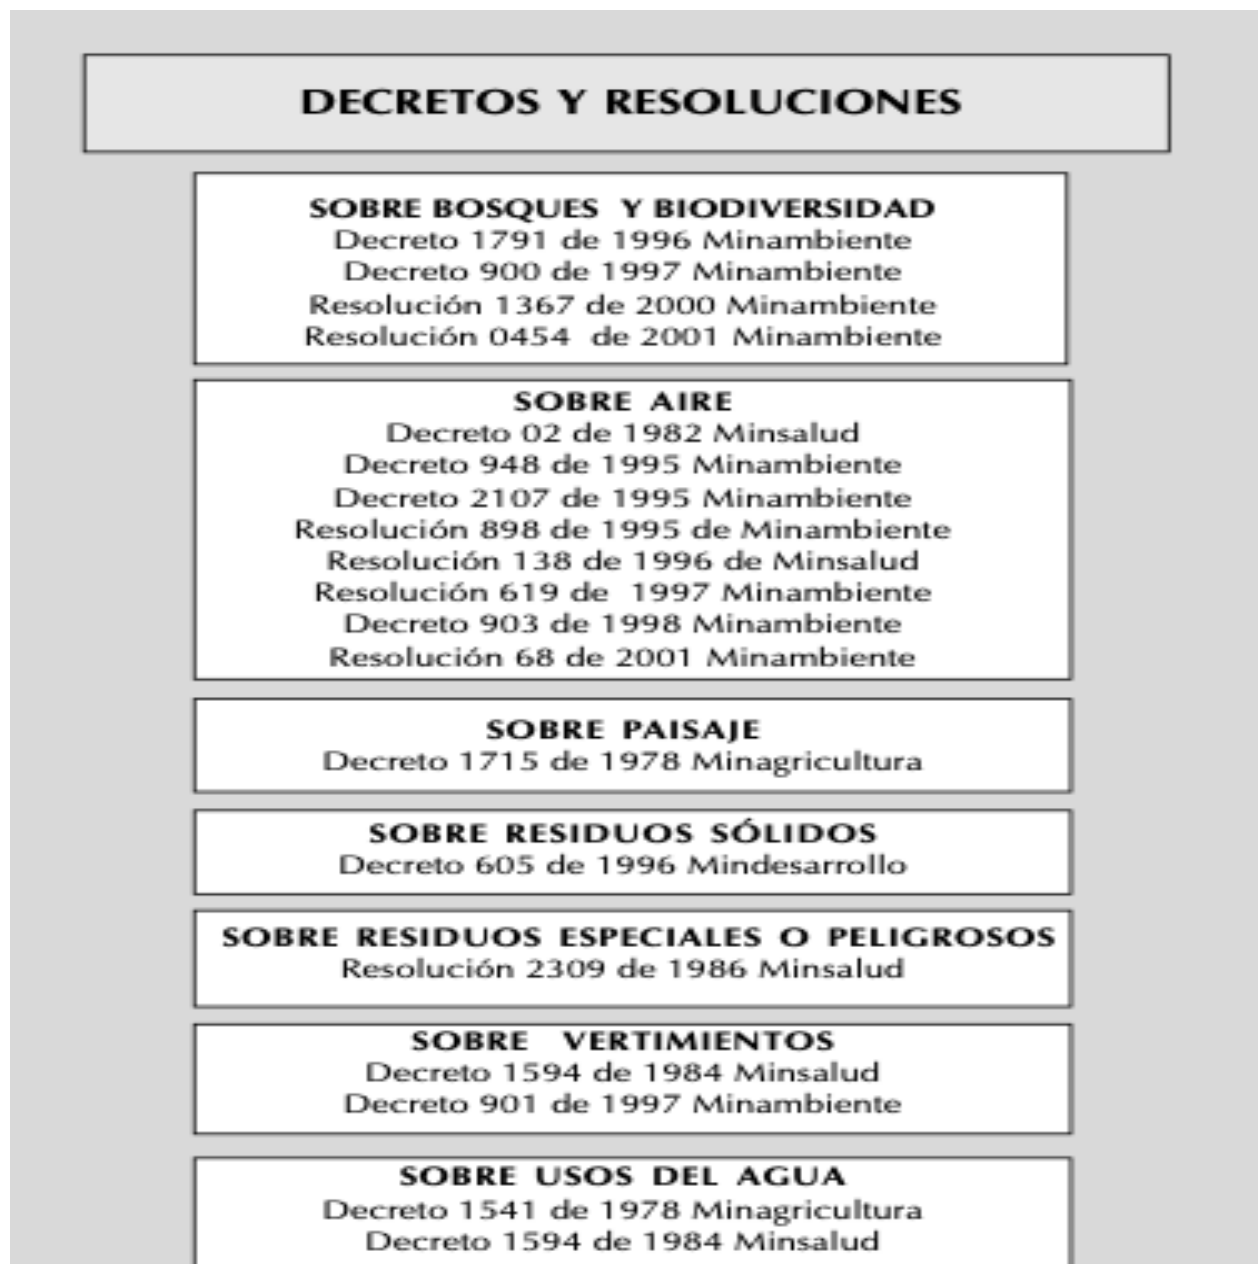 DECRETOS Y RESOLUCIONES
SOBRE BOSQUES Y BIODIVERSIDAD
Decreto 1791 de 1996 Minambiente
Decreto 900 de 1997 Minambiente
Resolución 1367 de 2000 Minambiente
Resolución 0454 de 2001 Minambiente
SOBRE AIRE
Decreto 02 de 1982 Minsalud
Decreto 948 de 1995 Minambiente
Decreto 2107 de 1995 Minambiente
Resolución 898 de 1995 de Minambiente
Resolución 138 de 1996 de Minsalud
Resolución 619 de 1997 Minambiente
Decreto 903 de 1998 Minambiente
Resolución 68 de 2001 Minambiente
SOBRE PAISAJE
Decreto 1715 de 1978 Minagricultura
SOBRE RESIDUOS SÓLIDOS
Decreto 605 de 1996 Mindesarrollo
SOBRE RESIDUOS ESPECIALES O PELIGROSOS
Resolución 2309 de 1986 Minsalud
SOBRE VERTIMIENTOS
Decreto 1594 de 1984 Minsalud
Decreto 901 de 1997 Minambiente
SOBRE USOS DEL AGUA
Decreto 1541 de 1978 Minagricultura
Decreto 1594 de 1984 Minsalud